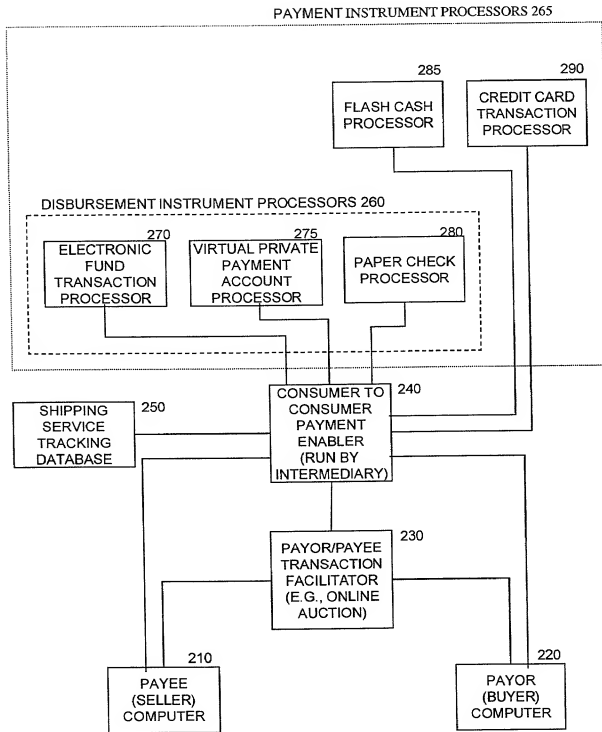 PAYMENT INSTRUMENT PROCESSORS 265
285
290
FLASH CASH
PROCESSOR
CREDIT CARD
TRANSACTION
PROCESSOR
DISBURSEMENT INSTRUMENT PROCESSORS 260
270
275
280
ELECTRONIC
FUND
TRANSACTION
PROCESSOR
VIRTUAL PRIVATE
PAYMENT
ACCOUNT
PROCESSOR
PAPER CHECK
PROCESSOR
240
CONSUMER TO
CONSUMER
PAYMENT
ENABLER
(RUN BY
INTERMEDIARY)
250
SHIPPING
SERVICE
TRACKING
DATABASE
230
PAYOR/PAYEE
TRANSACTION
FACILITATOR
(E.G., ONLINE
AUCTION)
210
PAYEE
(SELLER)
COMPUTER
220
PAYOR
(BUYER)
COMPUTER